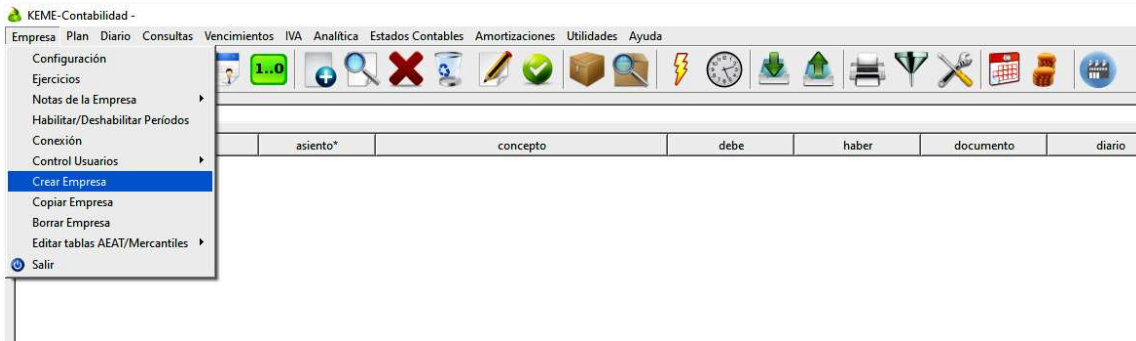 KEME-Contabilidad -
Empresa Plan Diario Consultas Vencimientos IVA Analítica Estados Contables Amortizaciones Utilidades Ayuda
Configuración
Ejercicios
Notas de la Empresa
Habilitar/Deshabilitar Períodos
Conexión
Control Usuarios
Crear Empresa
Copiar Empresa
Borrar Empresa
Editar tablas AEAT/Mercantiles
Salir
1..0
asiento* concepto debe haber documento diario